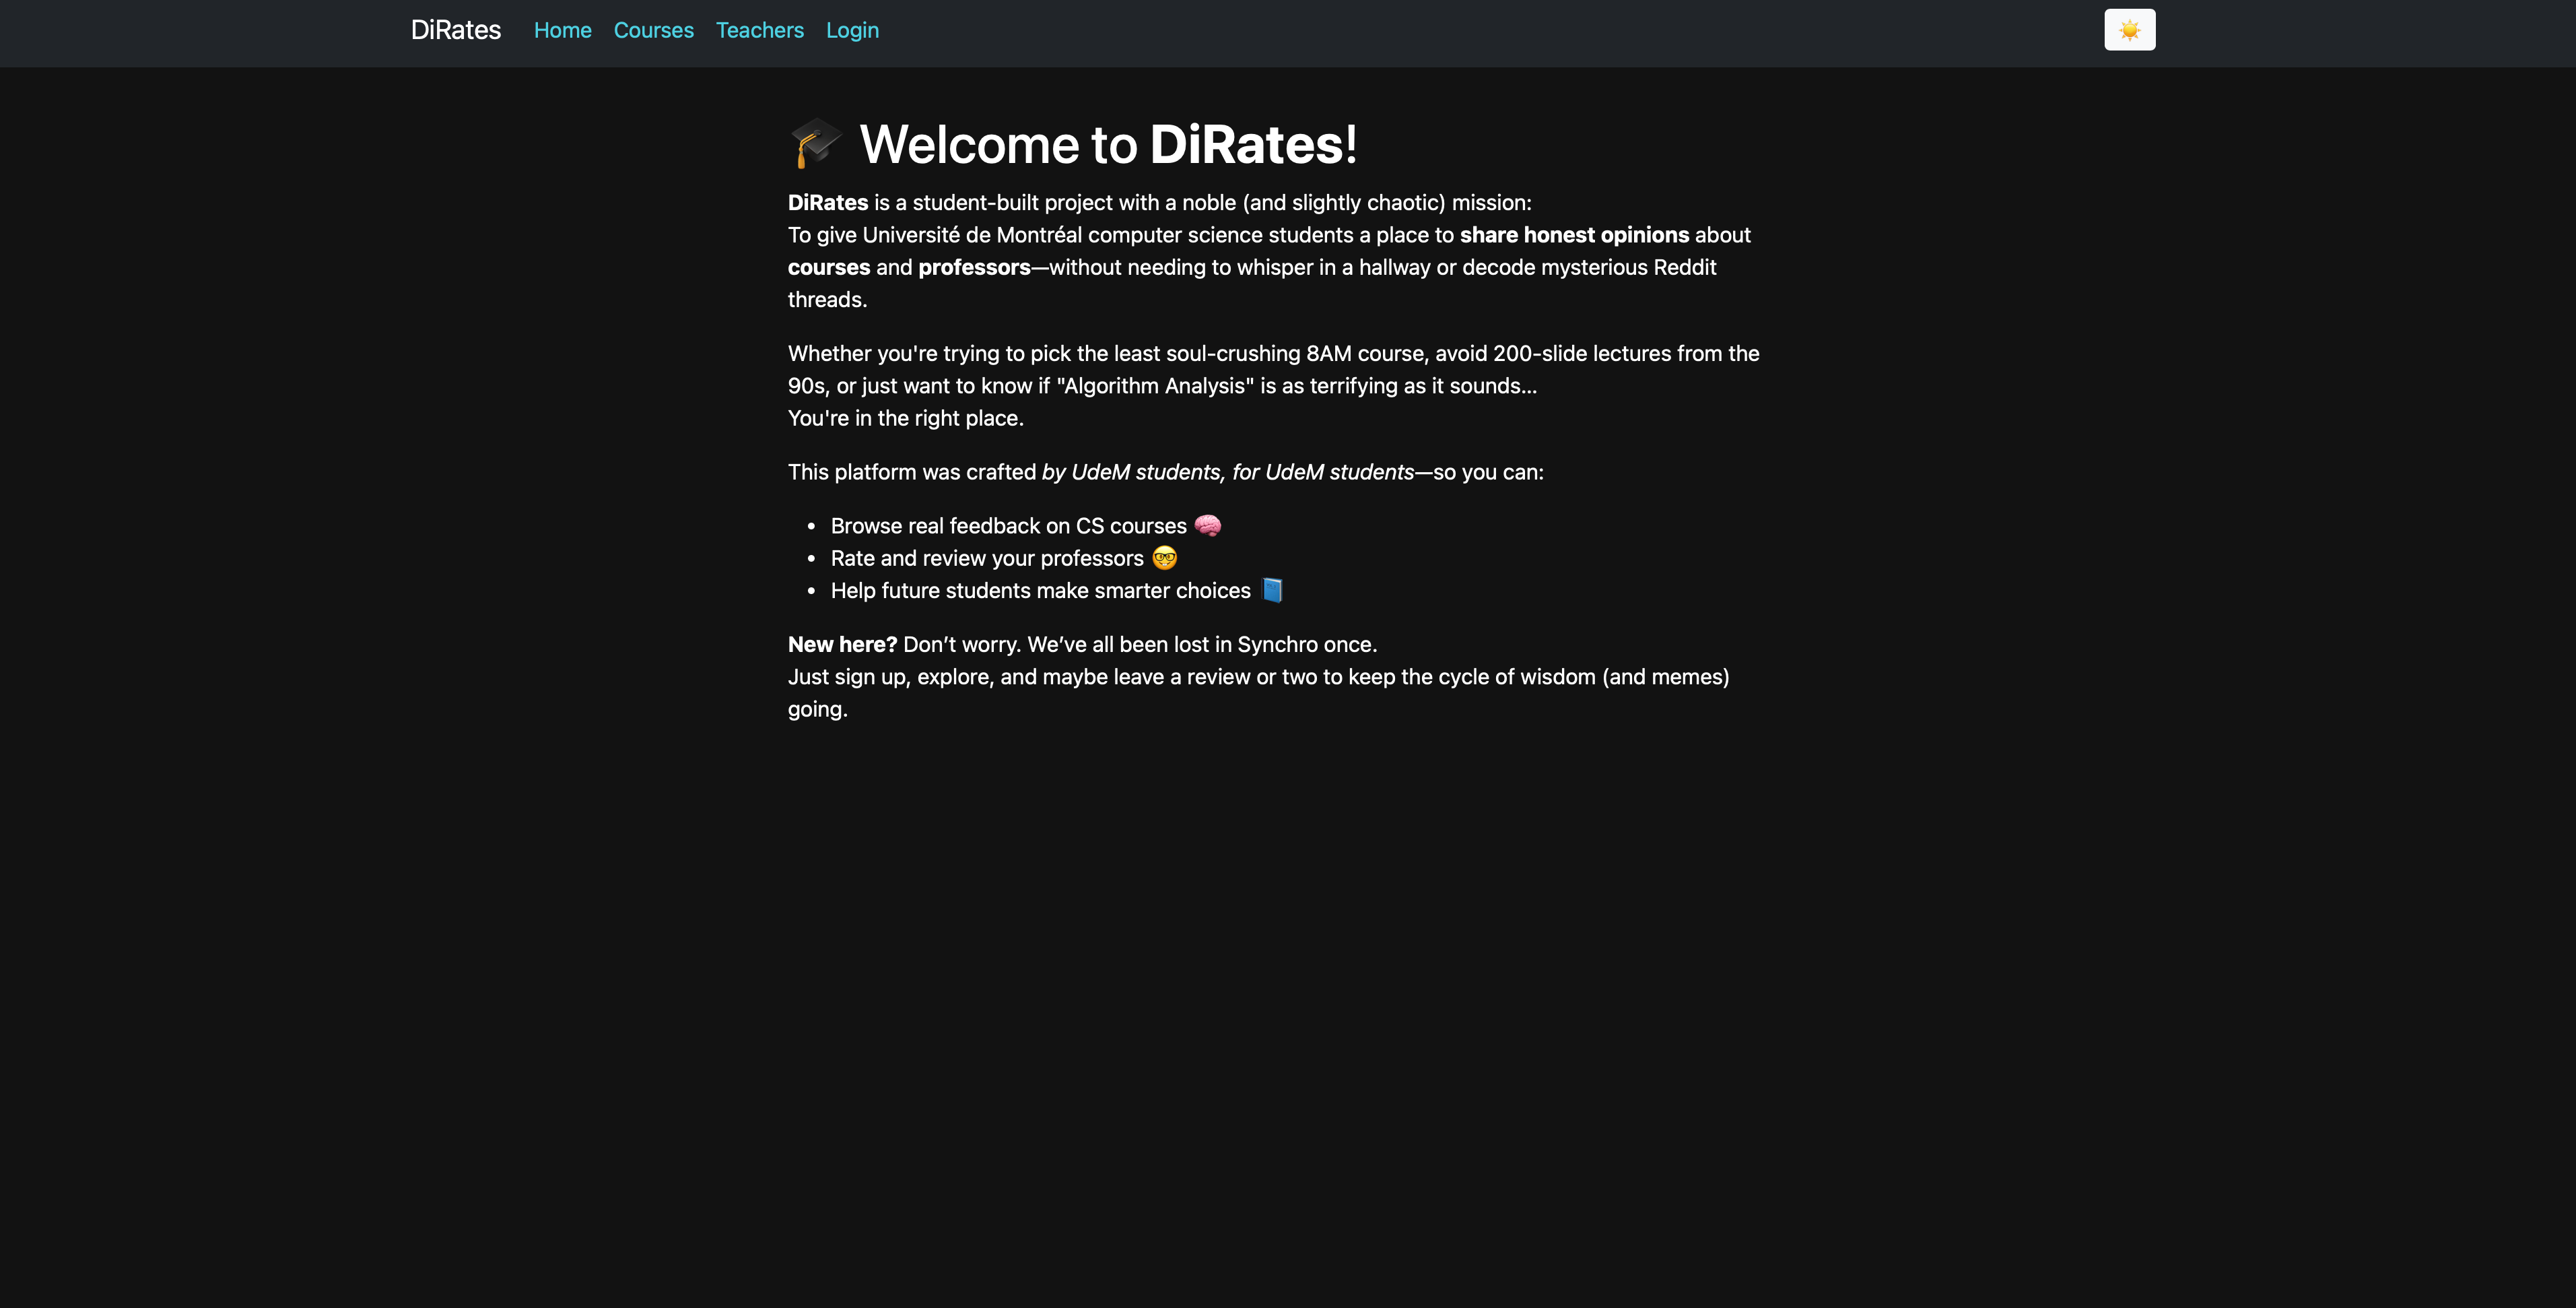 DiRates Home Courses Teachers Login ☀️
🎓 Welcome to DiRates!
DiRates is a student-built project with a noble (and slightly chaotic) mission:
To give Université de Montréal computer science students a place to share honest opinions about
courses and professors—without needing to whisper in a hallway or decode mysterious Reddit
threads.
Whether you're trying to pick the least soul-crushing 8AM course, avoid 200-slide lectures from the
90s, or just want to know if "Algorithm Analysis" is as terrifying as it sounds...
You're in the right place.
This platform was crafted by UdeM students, for UdeM students—so you can:
• Browse real feedback on CS courses 🧠
• Rate and review your professors 🤓
• Help future students make smarter choices 📘
New here? Don’t worry. We’ve all been lost in Synchro once.
Just sign up, explore, and maybe leave a review or two to keep the cycle of wisdom (and memes)
going.